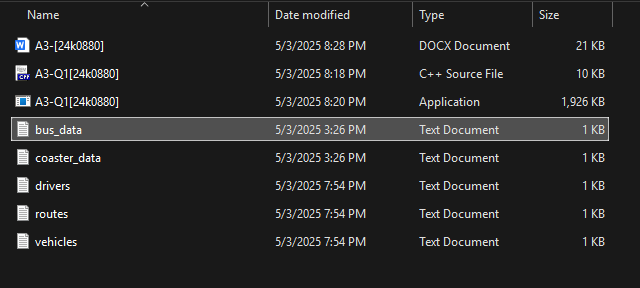 Name Date modified Type Size
A3-[24k0880] 5/3/2025 8:28 PM DOCX Document 21 KB
A3-Q1[24k0880] 5/3/2025 8:18 PM C++ Source File 10 KB
A3-Q1[24k0880] 5/3/2025 8:20 PM Application 1,926 KB
bus_data 5/3/2025 3:26 PM Text Document 1 KB
coaster_data 5/3/2025 3:26 PM Text Document 1 KB
drivers 5/3/2025 7:54 PM Text Document 1 KB
routes 5/3/2025 7:54 PM Text Document 1 KB
vehicles 5/3/2025 7:54 PM Text Document 1 KB